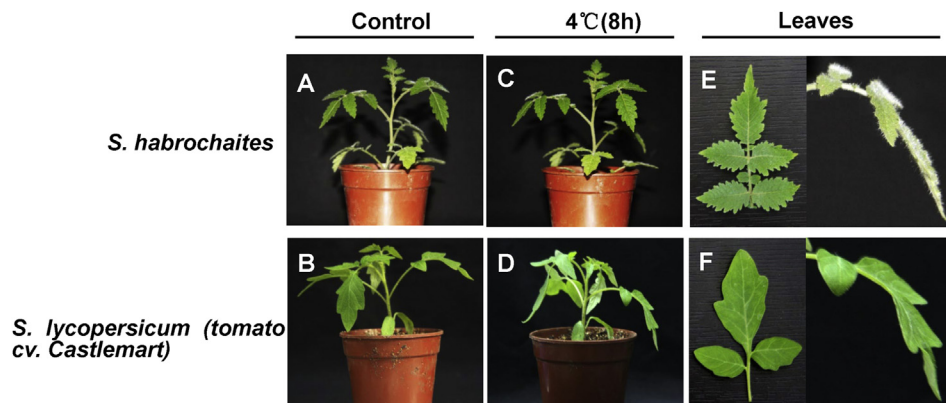 Control
4℃(8h)
Leaves
A
C
E
S. habrochaites
B
D
F
S. lycopersicum (tomato
cv. Castlemart)